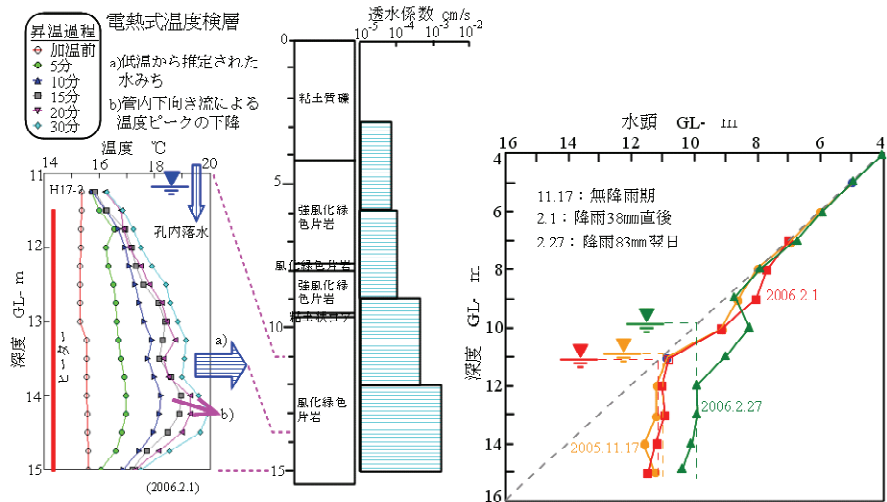 電熱式温度検層
昇温過程
加温前
5分
10分
15分
20分
30分
a)低温から推定された
水みち
b)管内下向き流による
温度ピークの下降
温度 ℃
14 16 18 20
11
12
13
14
15
深度 GL- m
H17-2
ヒーター
孔内落水
a)
b)
(2006.2.1)
透水係数 cm/s
10-5 10-4 10-3 10-2
0
5
10
15
粘土質礫
強風化緑
色片岩
風化緑色片岩
強風化緑
色片岩
風化緑色
片岩
水頭 GL- m
16 14 12 10 8 6 4
4
6
8
10
12
14
16
深度 GL- m
11.17：無降雨期
2.1：降雨38mm直後
2.27：降雨83mm翌日
2006.2.1
2006.2.27
2005.11.17